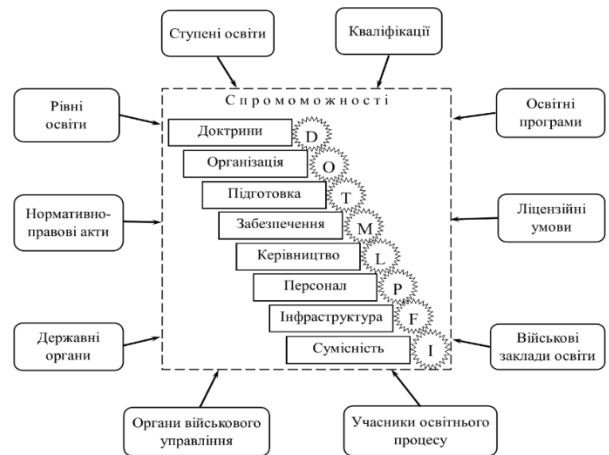 Ступені освіти
Кваліфікації
Рівні
освіти
Освітні
програми
Спроможності
Доктрини D
Організація O
Підготовка T
Забезпечення M
Керівництво L
Персонал P
Інфраструктура F
Сумісність I
Нормативно-
правові акти
Ліцензійні
умови
Державні
органи
Військові
заклади освіти
Органи військового
управління
Учасники освітнього
процесу